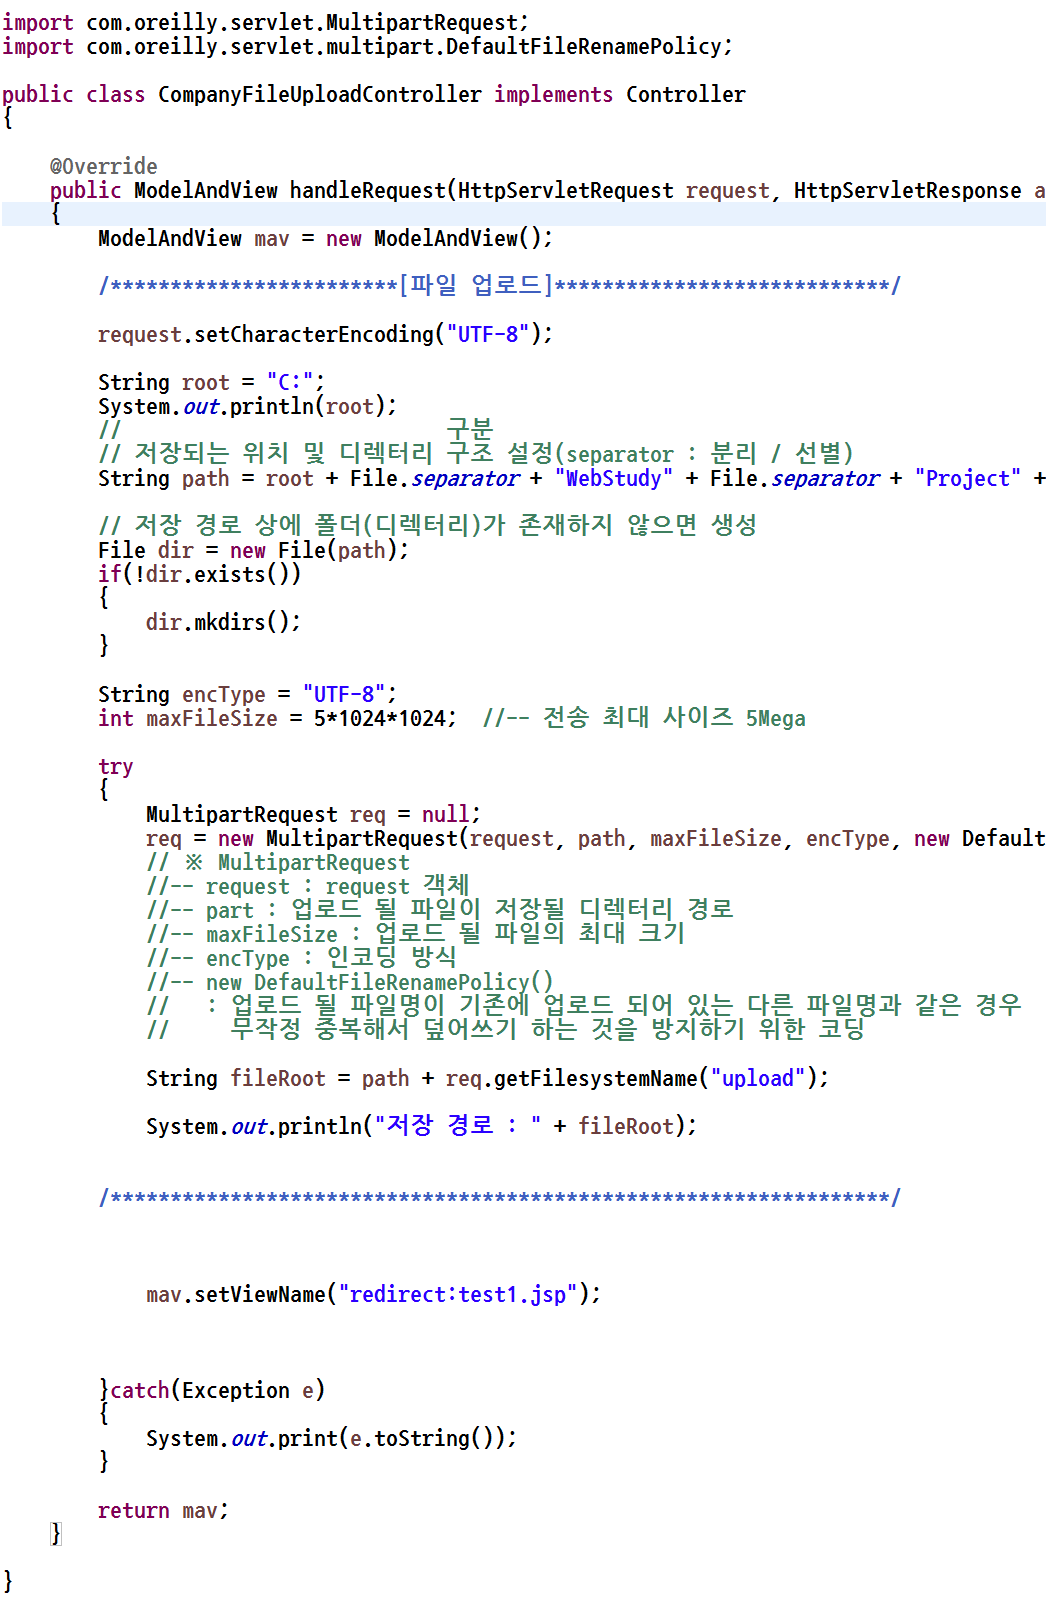 import com.oreilly.servlet.MultipartRequest;
import com.oreilly.servlet.multipart.DefaultFileRenamePolicy;
public class CompanyFileUploadController implements Controller
{
@Override
public ModelAndView handleRequest(HttpServletRequest request, HttpServletResponse a
{
ModelAndView mav = new ModelAndView();
/************************[파일 업로드]****************************/
request.setCharacterEncoding("UTF-8");
String root = "C:";
System.out.println(root);
// 구분
// 저장되는 위치 및 디렉터리 구조 설정(separator : 분리 / 선별)
String path = root + File.separator + "WebStudy" + File.separator + "Project" +
// 저장 경로 상에 폴더(디렉터리)가 존재하지 않으면 생성
File dir = new File(path);
if(!dir.exists())
{
dir.mkdirs();
}
String encType = "UTF-8";
int maxFileSize = 5*1024*1024; //-- 전송 최대 사이즈 5Mega
try
{
MultipartRequest req = null;
req = new MultipartRequest(request, path, maxFileSize, encType, new Default
// ※ MultipartRequest
//-- request : request 객체
//-- part : 업로드 될 파일이 저장될 디렉터리 경로
//-- maxFileSize : 업로드 될 파일의 최대 크기
//-- encType : 인코딩 방식
//-- new DefaultFileRenamePolicy()
// : 업로드 될 파일명이 기존에 업로드 되어 있는 다른 파일명과 같은 경우
// 무작정 중복해서 덮어쓰기 하는 것을 방지하기 위한 코딩
String fileRoot = path + req.getFilesystemName("upload");
System.out.println("저장 경로 : " + fileRoot);
/*****************************************************************/
mav.setViewName("redirect:test1.jsp");
}catch(Exception e)
{
System.out.print(e.toString());
}
return mav;
}
}